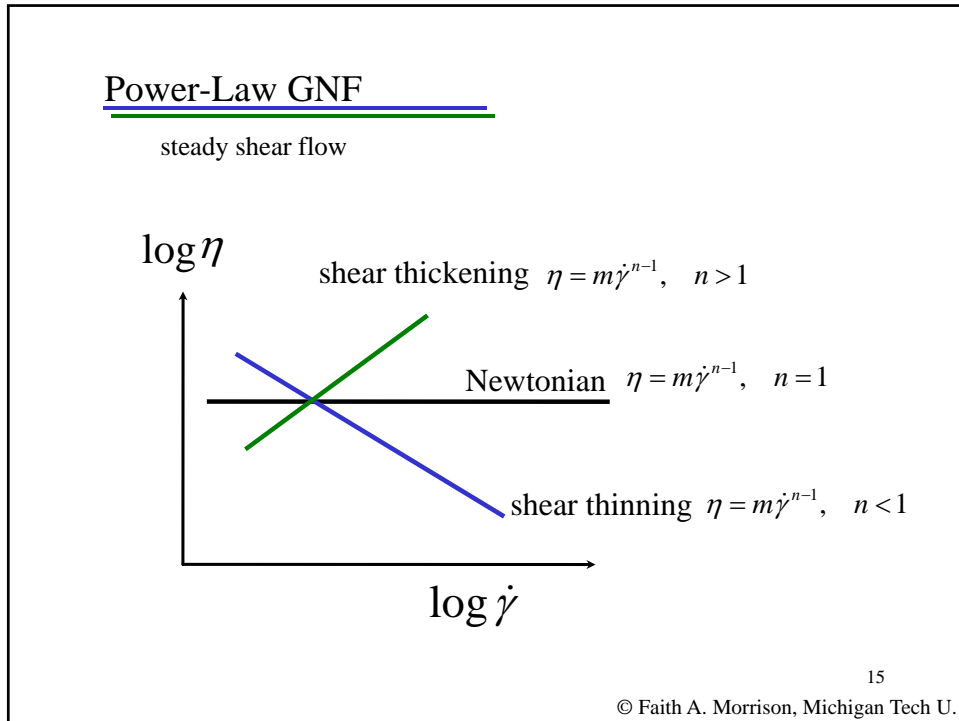 Power-Law GNF
steady shear flow
log η
shear thickening η = mγ̇ⁿ⁻¹, n > 1
Newtonian η = mγ̇ⁿ⁻¹, n = 1
shear thinning η = mγ̇ⁿ⁻¹, n < 1
log γ̇
15
© Faith A. Morrison, Michigan Tech U.